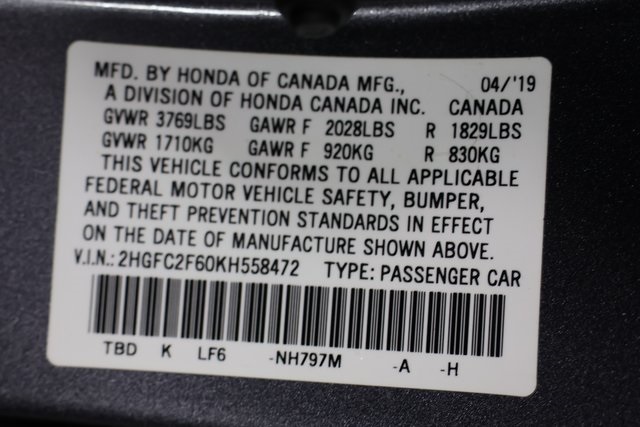 MFD. BY HONDA OF CANADA MFG., 04/'19
A DIVISION OF HONDA CANADA INC. CANADA
GVWR 3769LBS GAWR F 2028LBS R 1829LBS
GVWR 1710KG GAWR F 920KG R 830KG
THIS VEHICLE CONFORMS TO ALL APPLICABLE
FEDERAL MOTOR VEHICLE SAFETY, BUMPER,
AND THEFT PREVENTION STANDARDS IN EFFECT
ON THE DATE OF MANUFACTURE SHOWN ABOVE.
V.I.N.: 2HGFC2F60KH558472 TYPE: PASSENGER CAR
TBD K LF6 -NH797M -A -H